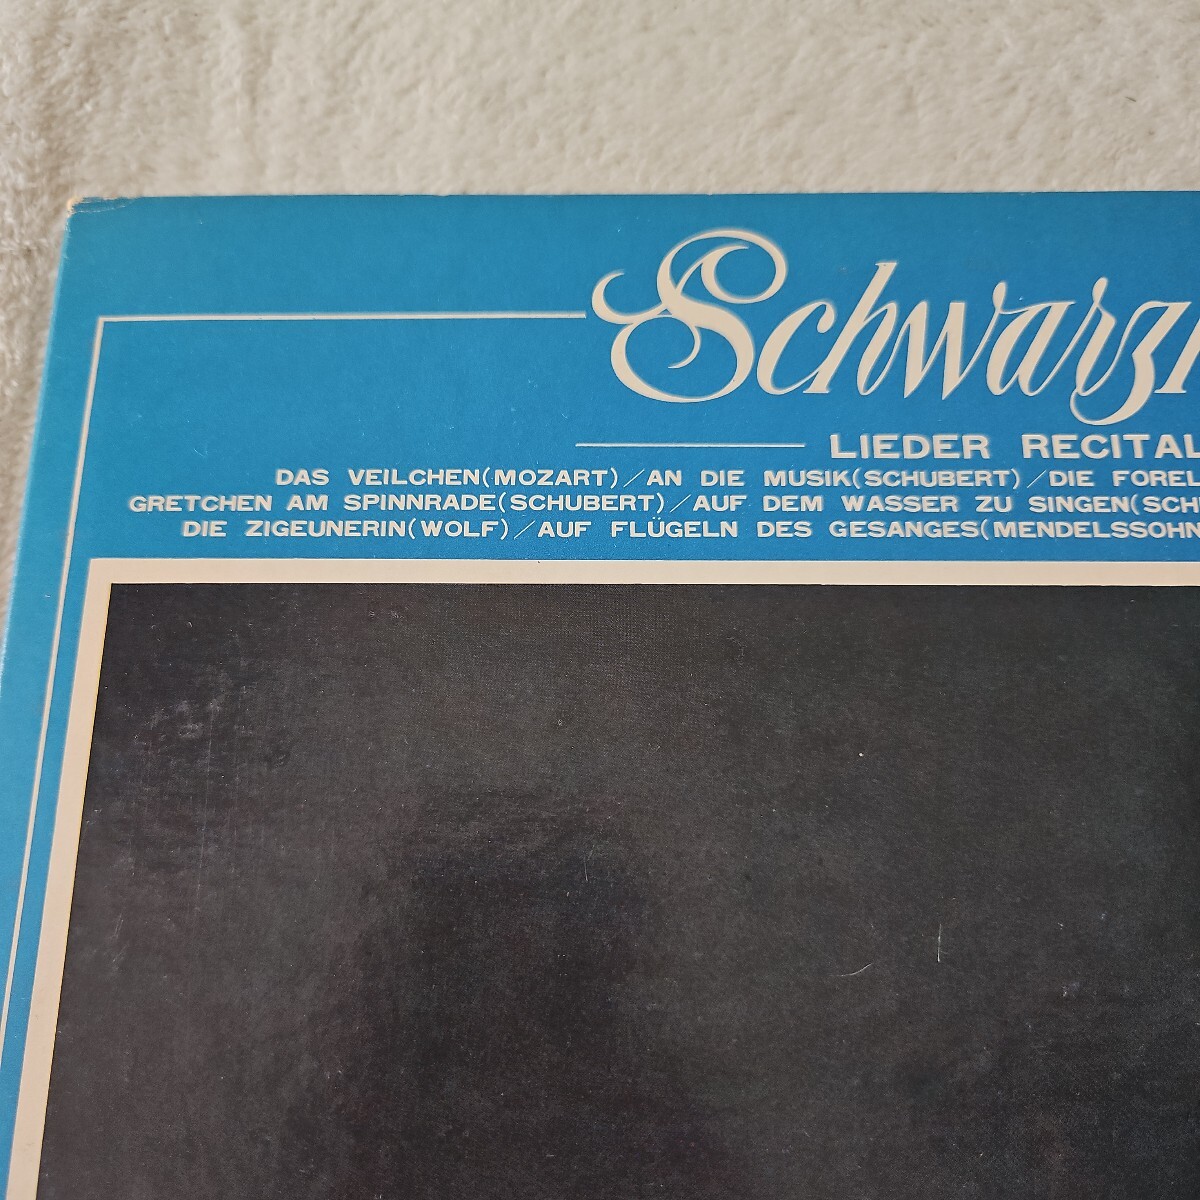 Schwarz
LIEDER RECITAL
DAS VEILCHEN(MOZART)/AN DIE MUSIK(SCHUBERT)/DIE FOREL
GRETCHEN AM SPINNRADE(SCHUBERT)/AUF DEM WASSER ZU SINGEN(SCH
DIE ZIGEUNERIN(WOLF)/AUF FLÜGELN DES GESANGES(MENDELSSOHN